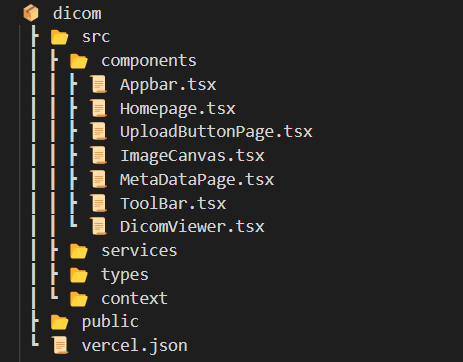 dicom
src
components
Appbar.tsx
Homepage.tsx
UploadButtonPage.tsx
ImageCanvas.tsx
MetaDataPage.tsx
ToolBar.tsx
DicomViewer.tsx
services
types
context
public
vercel.json